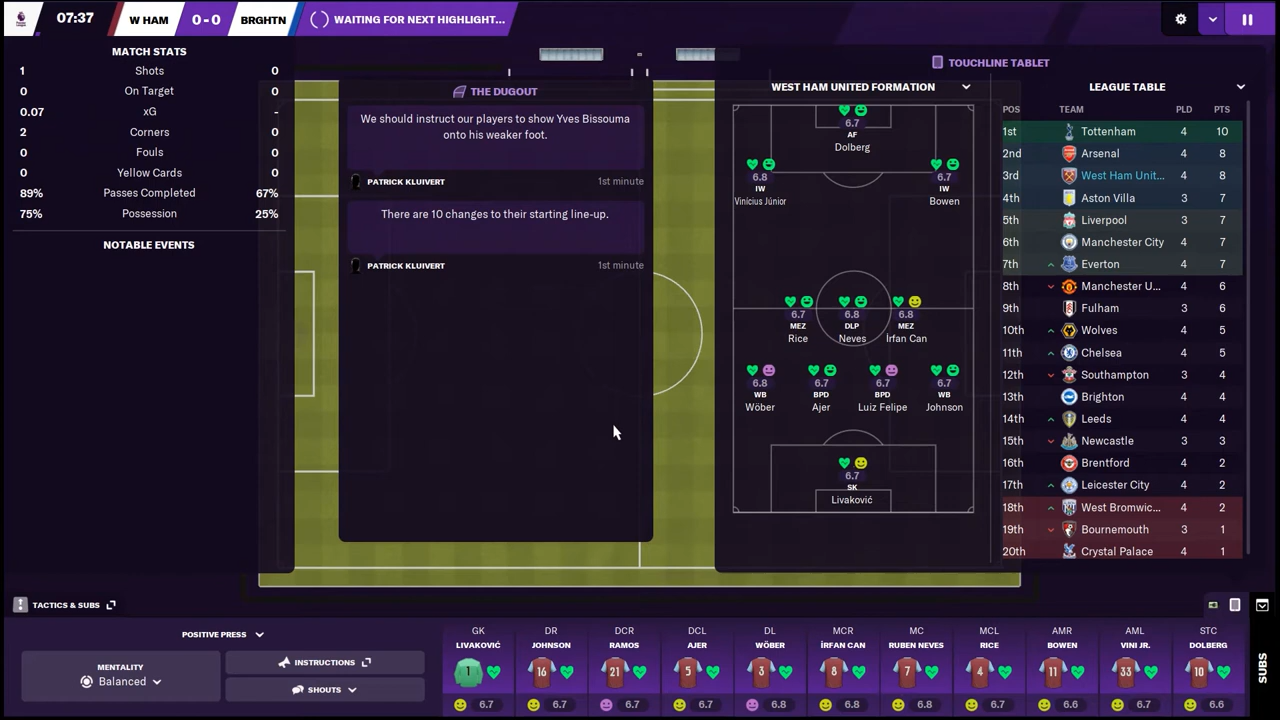 07:37
W HAM
0 - 0
BRGHTN
WAITING FOR NEXT HIGHLIGHT...
MATCH STATS
1 Shots 0
0 On Target 0
0.07 xG -
2 Corners 0
0 Fouls 0
0 Yellow Cards 0
89% Passes Completed 67%
75% Possession 25%
NOTABLE EVENTS
THE DUGOUT
We should instruct our players to show Yves Bissouma
onto his weaker foot.
PATRICK KLUIVERT 1st minute
There are 10 changes to their starting line-up.
PATRICK KLUIVERT 1st minute
TOUCHLINE TABLET
WEST HAM UNITED FORMATION
6.7
AF
Dolberg
6.8 6.7
IW IW
Vinícius Júnior Bowen
6.7 6.8 6.8
MEZ DLP MEZ
Rice Neves İrfan Can
6.8 6.7 6.7 6.7
WB BPD BPD WB
Wöber Ajer Luiz Felipe Johnson
6.7
SK
Livaković
LEAGUE TABLE
POS TEAM PLD PTS
1st Tottenham 4 10
2nd Arsenal 4 8
3rd West Ham Unit... 4 8
4th Aston Villa 3 7
5th Liverpool 3 7
6th Manchester City 4 7
7th Everton 4 7
8th Manchester U... 4 6
9th Fulham 3 6
10th Wolves 4 5
11th Chelsea 4 5
12th Southampton 3 4
13th Brighton 4 4
14th Leeds 4 4
15th Newcastle 3 3
16th Brentford 4 2
17th Leicester City 4 2
18th West Bromwic... 4 2
19th Bournemouth 3 1
20th Crystal Palace 4 1
TACTICS & SUBS
POSITIVE PRESS
MENTALITY
Balanced
INSTRUCTIONS
SHOUTS
GK DR DCR DCL DL MCR MC MCL AMR AML STC
LIVAKOVIĆ JOHNSON RAMOS AJER WÖBER İRFAN CAN RUBEN NEVES RICE BOWEN VINI JR. DOLBERG
1 16 21 5 3 8 7 4 11 33 10
6.7 6.7 6.7 6.7 6.8 6.8 6.8 6.7 6.6 6.7 6.6
SUBS